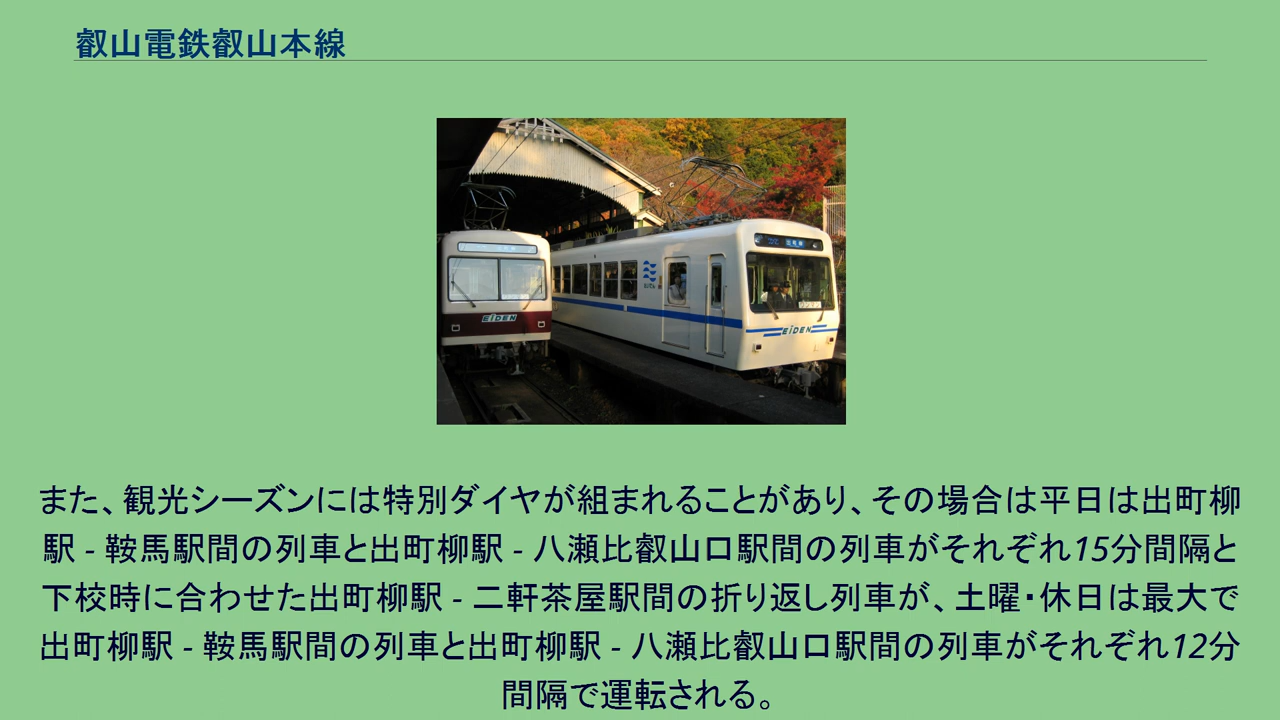 叡山電鉄叡山本線
EIDEN
EIDEN
また、観光シーズンには特別ダイヤが組まれることがあり、その場合は平日は出町柳
駅 - 鞍馬駅間の列車と出町柳駅 - 八瀬比叡山口駅間の列車がそれぞれ15分間隔と
下校時に合わせた出町柳駅 - 二軒茶屋駅間の折り返し列車が、土曜・休日は最大で
出町柳駅 - 鞍馬駅間の列車と出町柳駅 - 八瀬比叡山口駅間の列車がそれぞれ12分
間隔で運転される。